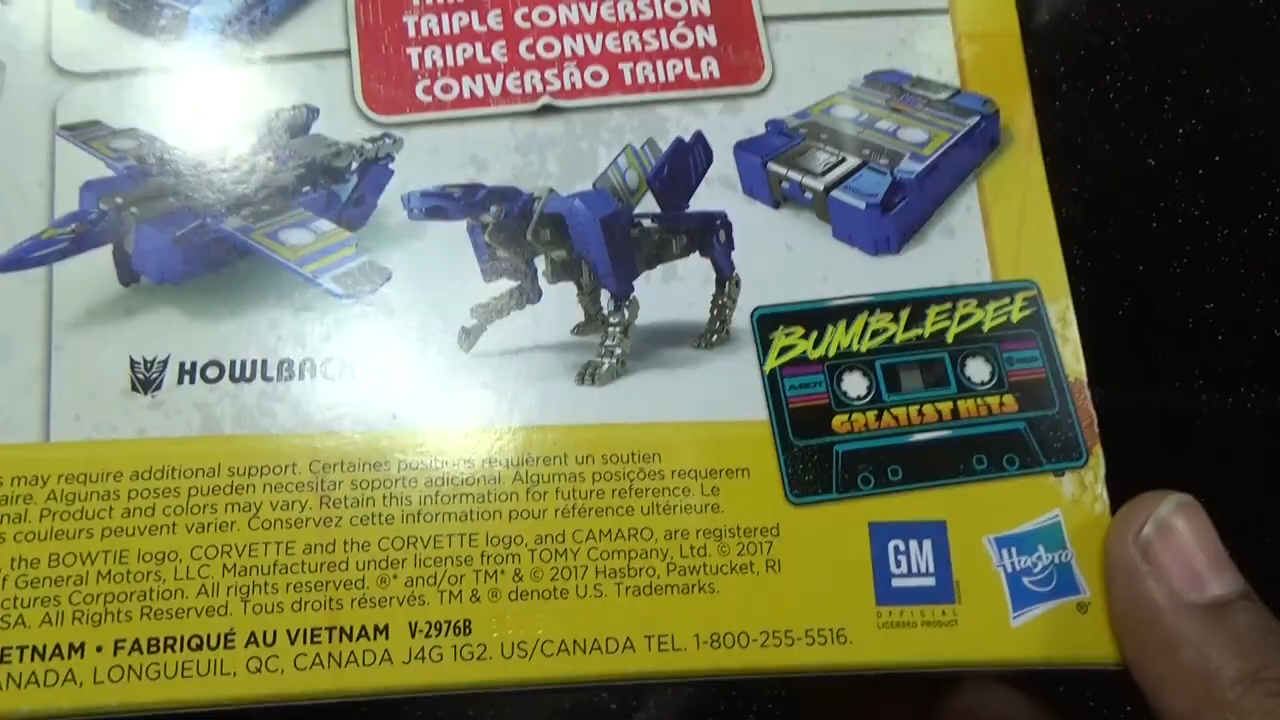 TRIPLE CONVERSION
TRIPLE CONVERSIÓN
CONVERSÃO TRIPLA
HOWLBACK
BUMBLEBEE
GREATEST HITS
s may require additional support. Certaines positions requièrent un soutien
aire. Algunas poses pueden necesitar soporte adicional. Algumas posições requerem
nal. Product and colors may vary. Retain this information for future reference. Le
s couleurs peuvent varier. Conservez cette information pour référence ultérieure.
, the BOWTIE logo, CORVETTE and the CORVETTE logo, and CAMARO, are registered
f General Motors, LLC. Manufactured under license from TOMY Company, Ltd. © 2017
ctures Corporation. All rights reserved. ®* and/or TM* & © 2017 Hasbro, Pawtucket, RI
SA. All Rights Reserved. Tous droits réservés. TM & ® denote U.S. Trademarks.
GM
OFFICIAL
LICENSED PRODUCT
Hasbro
®*
ETNAM • FABRIQUÉ AU VIETNAM V-2976B
ANADA, LONGUEUIL, QC, CANADA J4G 1G2. US/CANADA TEL. 1-800-255-5516.